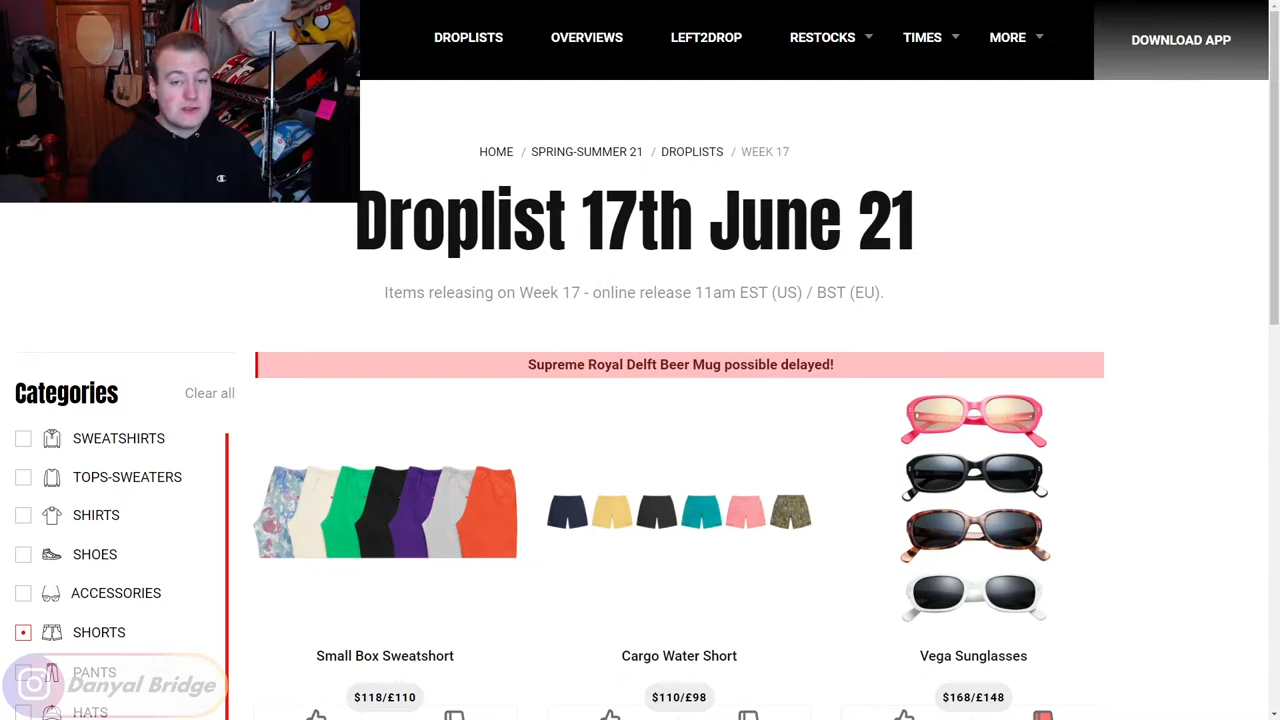 DROPLISTS
OVERVIEWS
LEFT2DROP
RESTOCKS
TIMES
MORE
DOWNLOAD APP
HOME / SPRING-SUMMER 21 / DROPLISTS / WEEK 17
Droplist 17th June 21
Items releasing on Week 17 - online release 11am EST (US) / BST (EU).
Supreme Royal Delft Beer Mug possible delayed!
Categories
Clear all
SWEATSHIRTS
TOPS-SWEATERS
SHIRTS
SHOES
ACCESSORIES
SHORTS
PANTS
HATS
Danyal Bridge
Small Box Sweatshort
$118/£110
Cargo Water Short
$110/£98
Vega Sunglasses
$168/£148